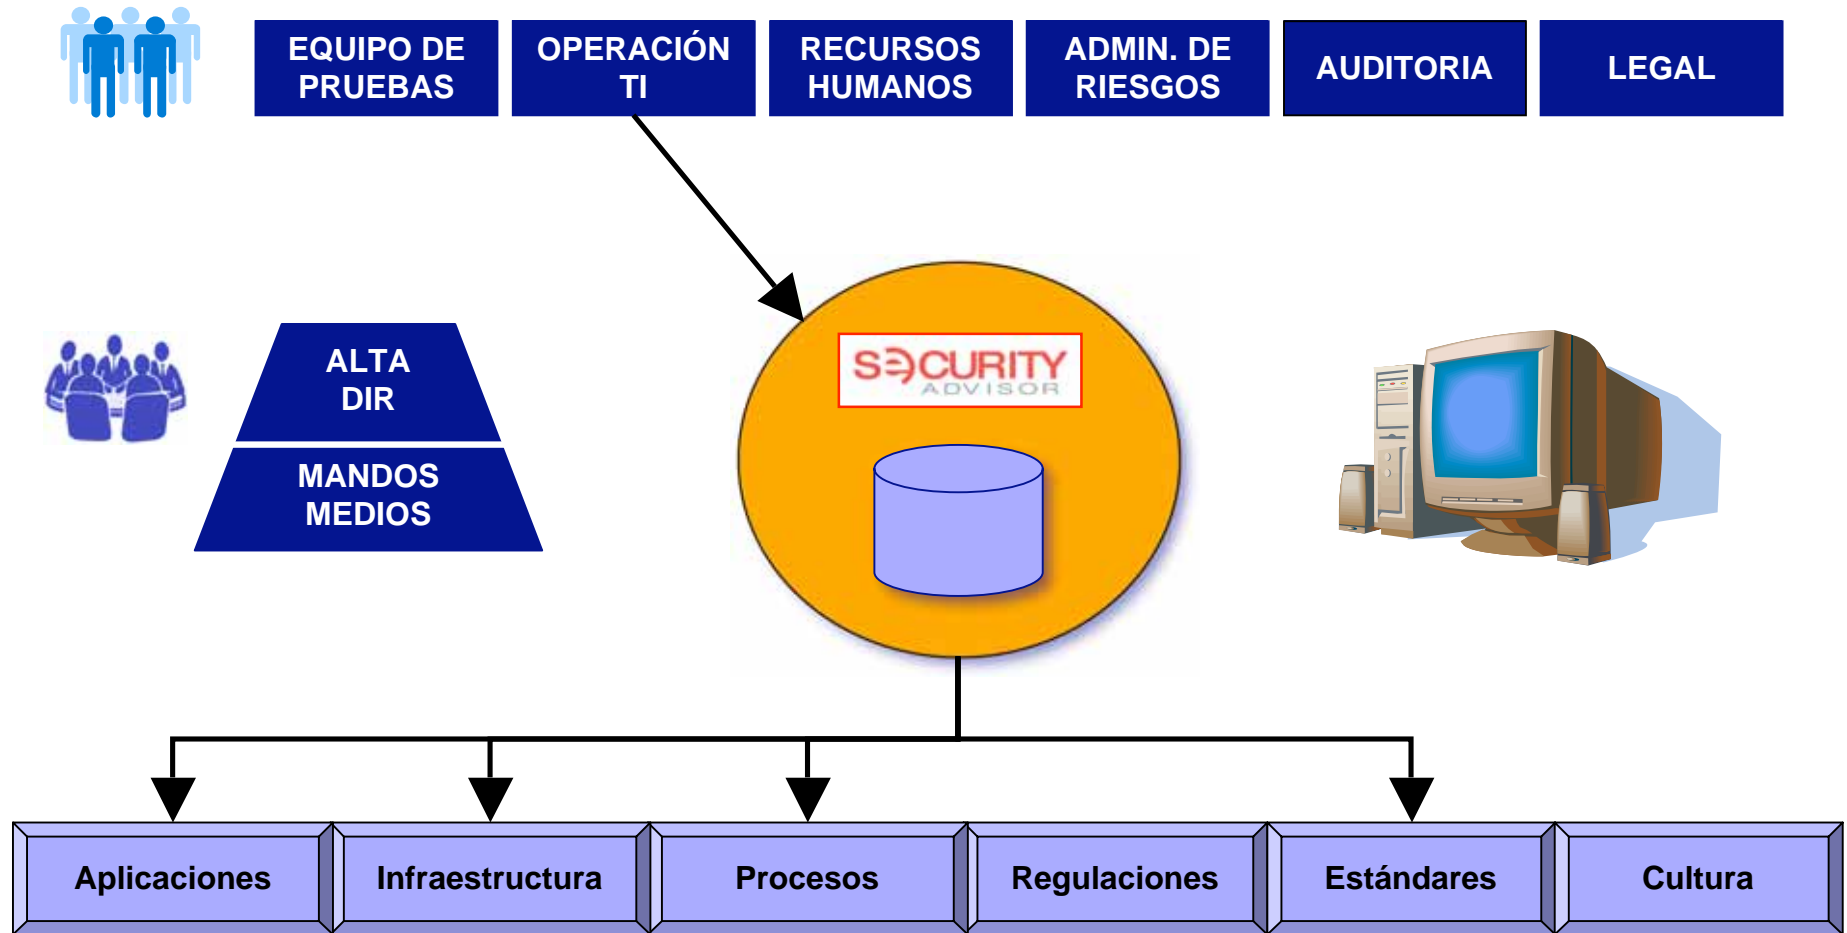 EQUIPO DE
PRUEBAS
OPERACIÓN
TI
RECURSOS
HUMANOS
ADMIN. DE
RIESGOS
AUDITORIA
LEGAL
ALTA
DIR
MANDOS
MEDIOS
SECURITY
ADVISOR
Aplicaciones
Infraestructura
Procesos
Regulaciones
Estándares
Cultura